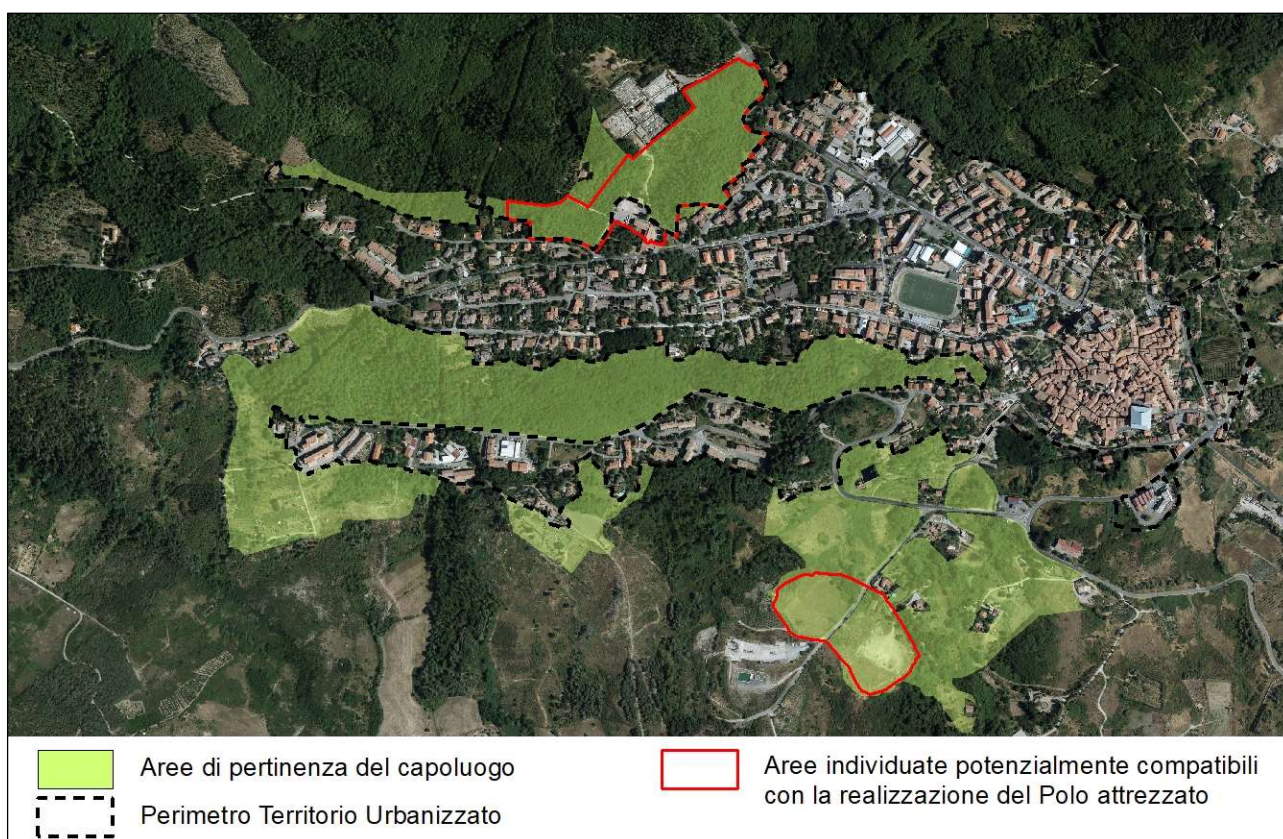 Aree di pertinenza del capoluogo
Perimetro Territorio Urbanizzato
Aree individuate potenzialmente compatibili
con la realizzazione del Polo attrezzato